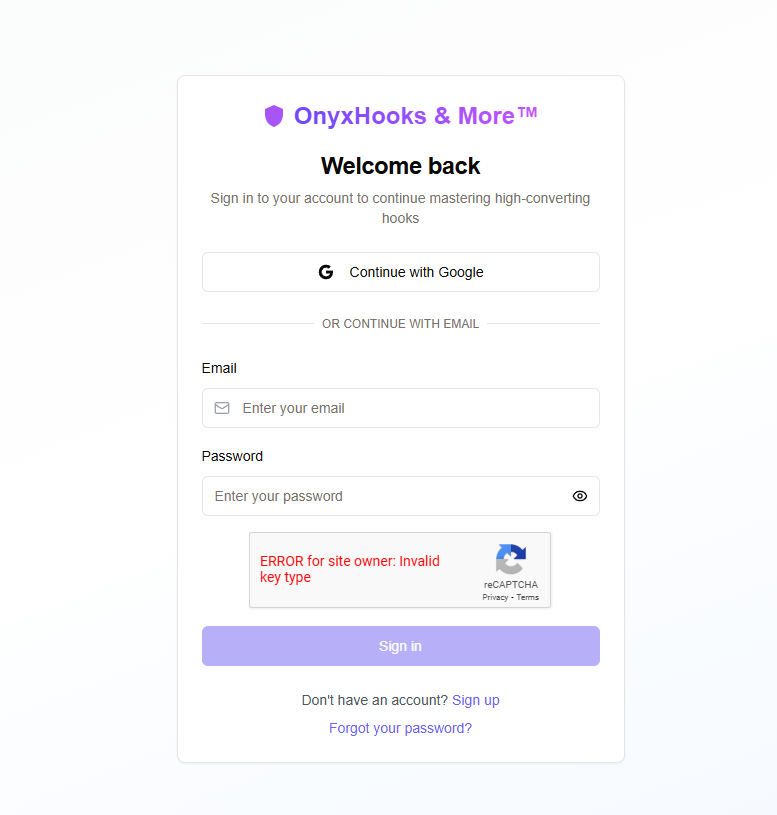 OnyxHooks & More™
Welcome back
Sign in to your account to continue mastering high-converting
hooks
Continue with Google
OR CONTINUE WITH EMAIL
Email
Enter your email
Password
Enter your password
ERROR for site owner: Invalid
key type
reCAPTCHA
Privacy - Terms
Sign in
Don't have an account? Sign up
Forgot your password?